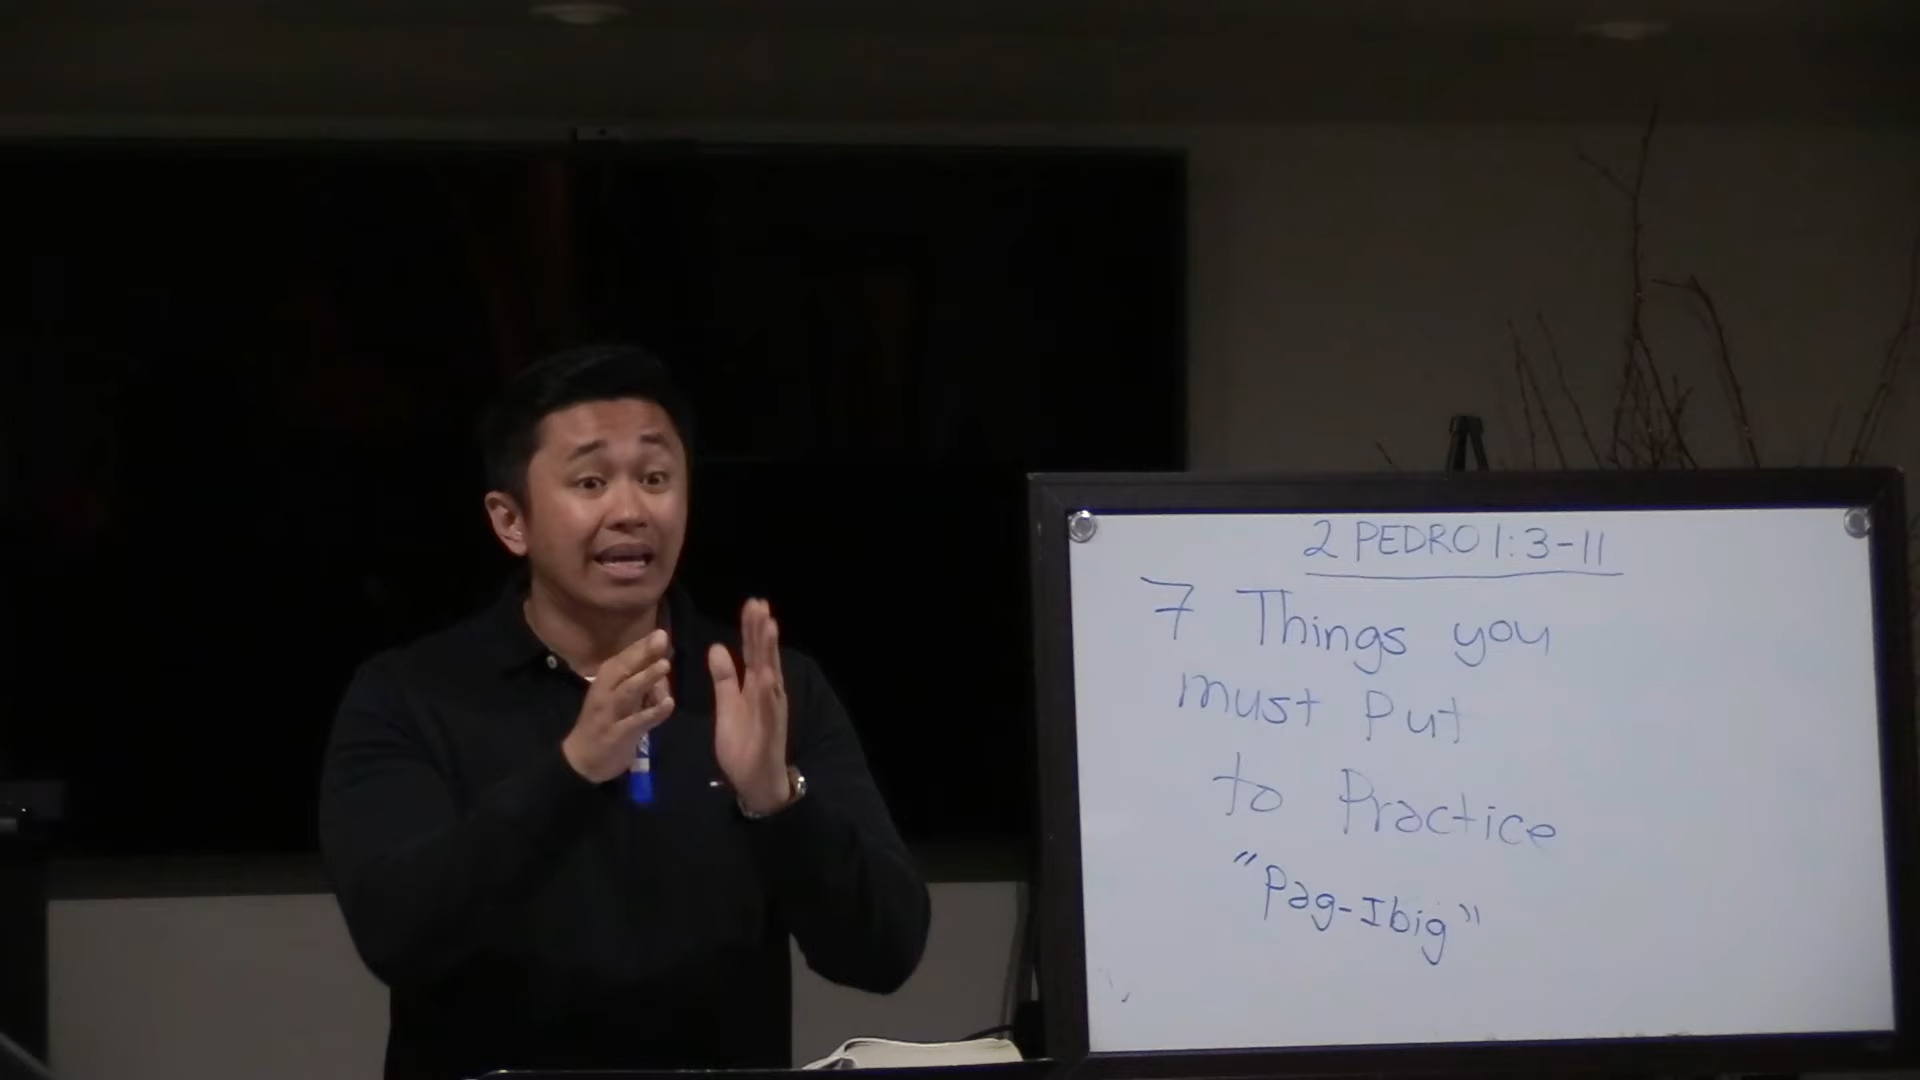 2 PEDRO 1:3-11
7 Things you
must Put
to Practice
"Pag-Ibig"